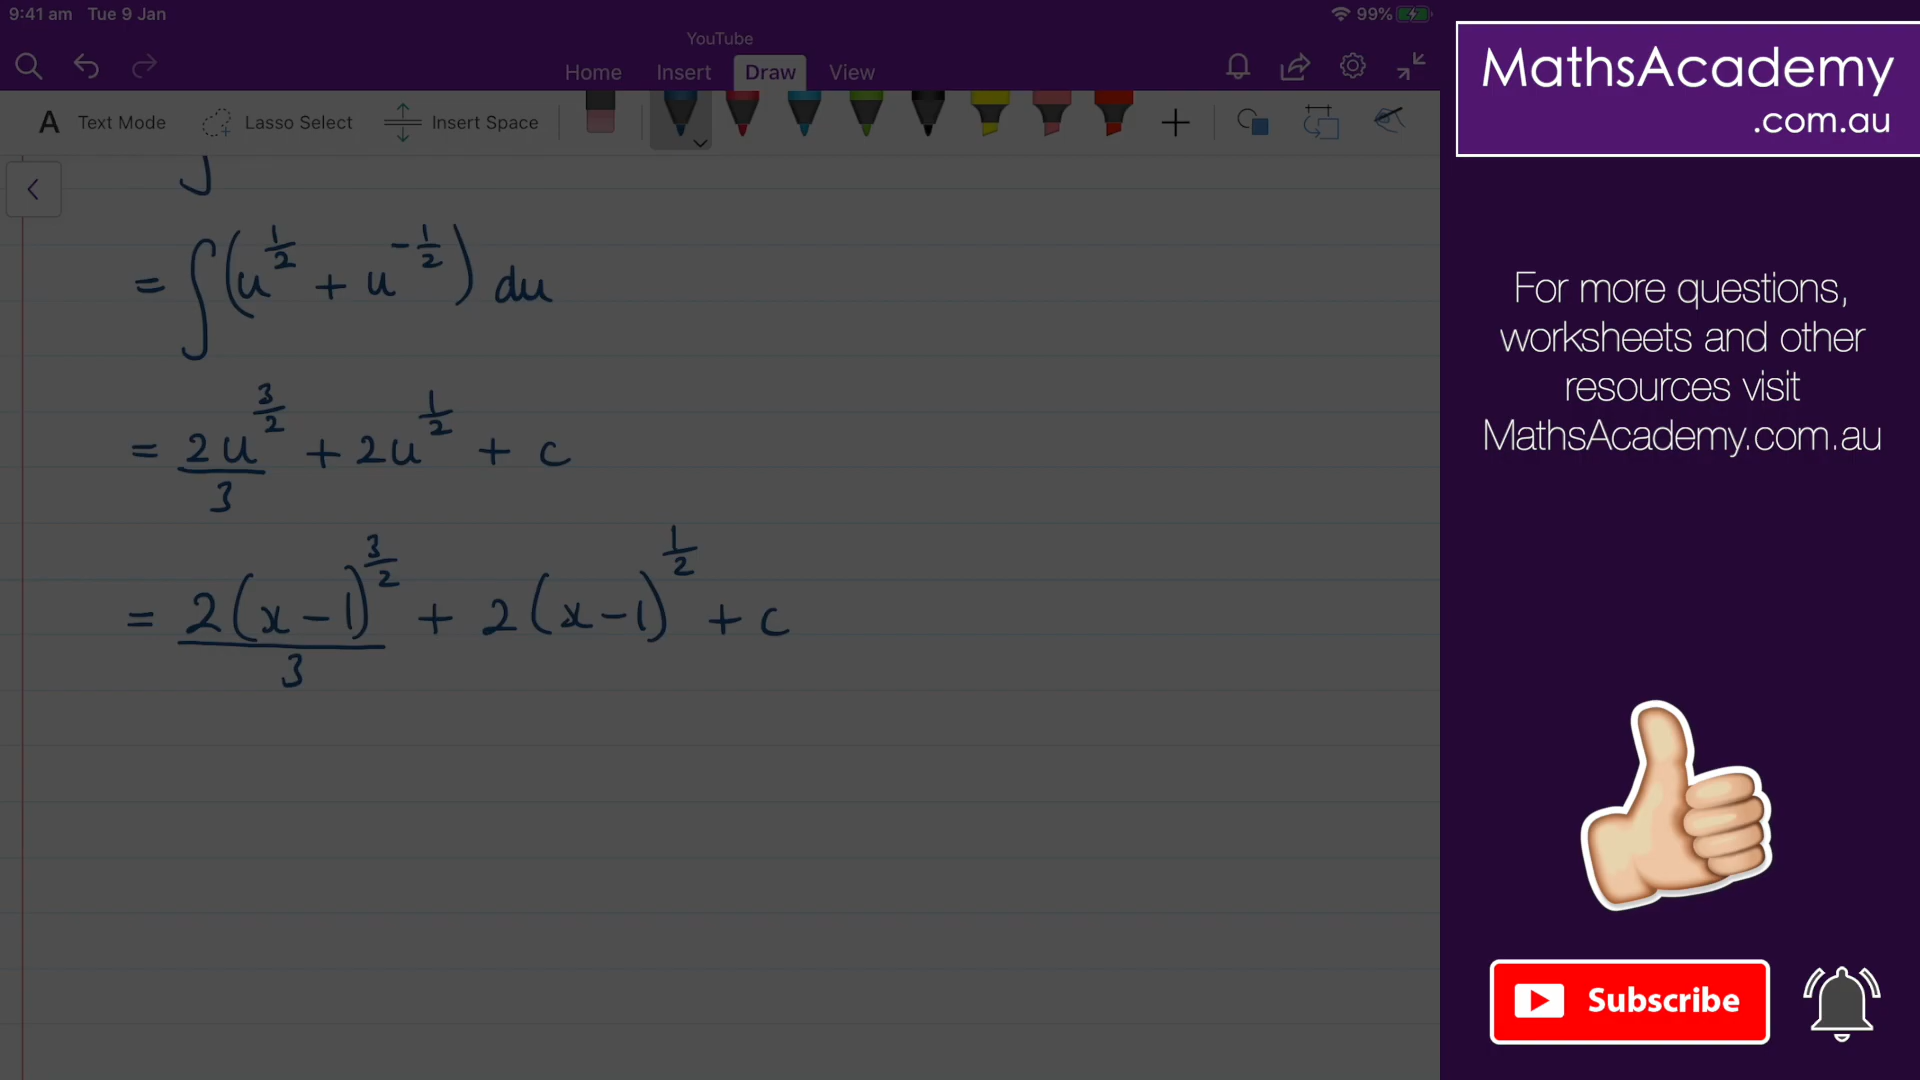 9:41 am Tue 9 Jan
99%
YouTube
Home Insert Draw View
A Text Mode Lasso Select Insert Space
∫
= ∫(u^{1/2} + u^{-1/2}) du
= 2u^{3/2}/3 + 2u^{1/2} + c
= 2(x-1)^{3/2}/3 + 2(x-1)^{1/2} + c
MathsAcademy
.com.au
For more questions,
worksheets and other
resources visit
MathsAcademy.com.au
Subscribe